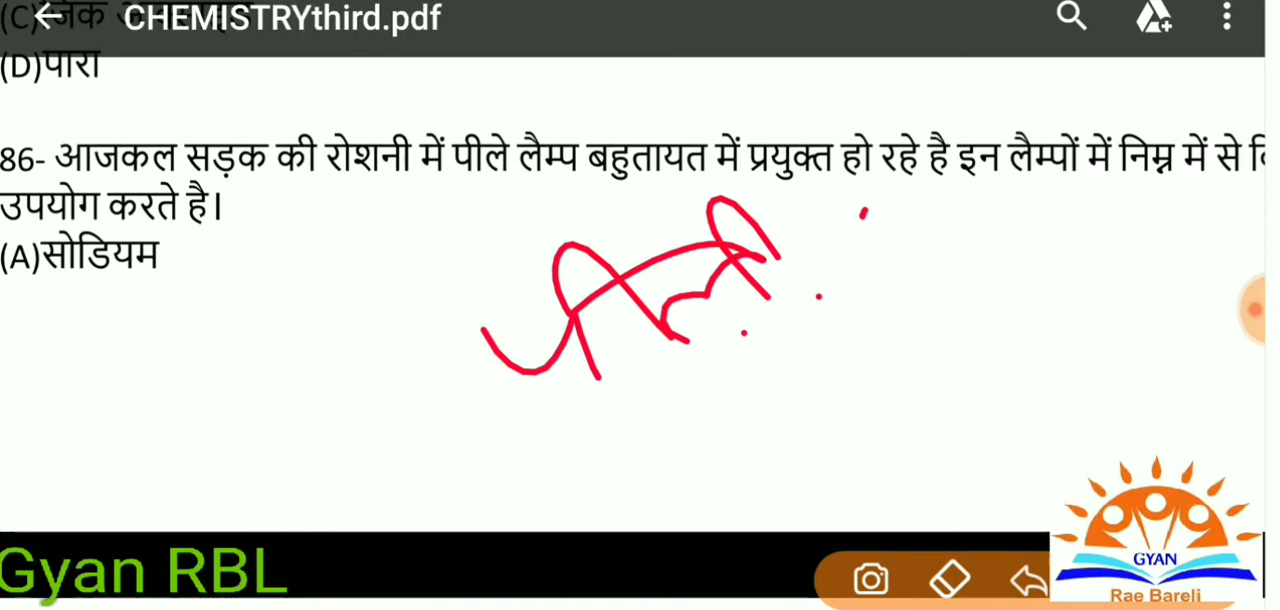 (C)जिंक
CHEMISTRYthird.pdf
(D)पारा
86- आजकल सड़क की रोशनी में पीले लैम्प बहुतायत में प्रयुक्त हो रहे है इन लैम्पों में निम्न में से
उपयोग करते है।
(A)सोडियम
Gyan RBL
GYAN
Rae Bareli